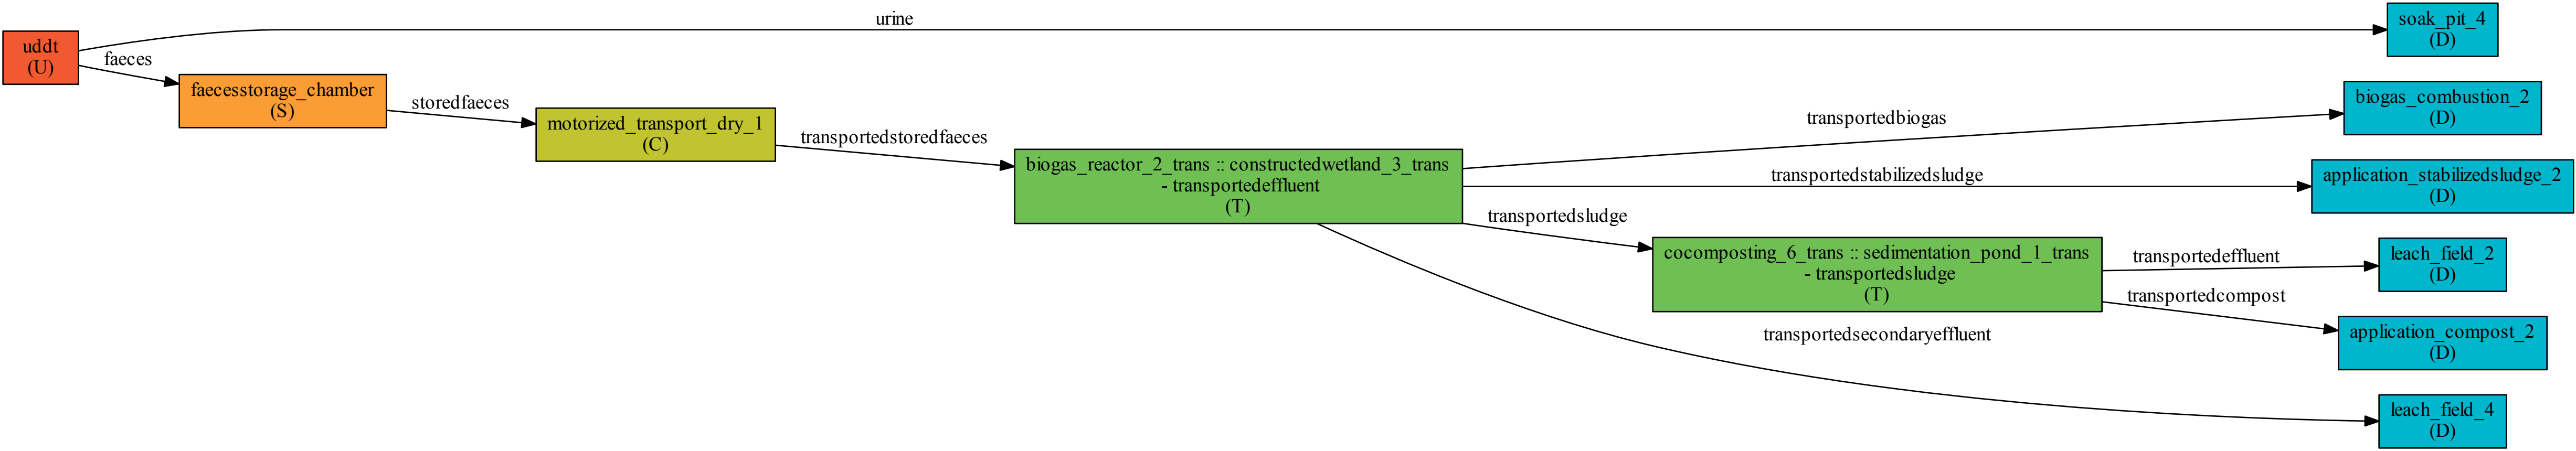 urine
soak_pit_4
(D)
uddt
(U)
faeces
faecesstorage_chamber
(S)
storedfaeces
motorized_transport_dry_1
(C)
transportedstoredfaeces
biogas_reactor_2_trans :: constructedwetland_3_trans
- transportedeffluent
(T)
transportedbiogas
biogas_combustion_2
(D)
transportedstabilizedsludge
application_stabilizedsludge_2
(D)
transportedsludge
cocomposting_6_trans :: sedimentation_pond_1_trans
- transportedsludge
(T)
transportedeffluent
leach_field_2
(D)
transportedcompost
application_compost_2
(D)
transportedsecondaryeffluent
leach_field_4
(D)